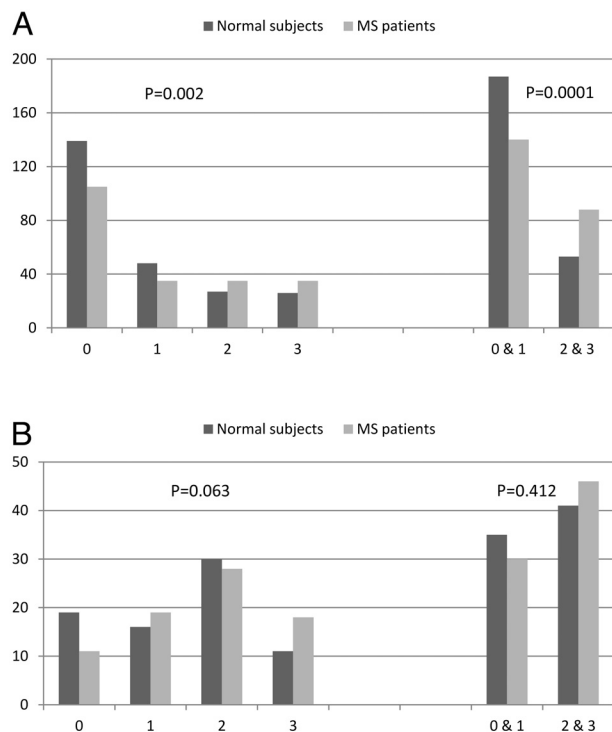 A
Normal subjects MS patients
200
P=0.002 P=0.0001
160
120
80
40
0
0 1 2 3 0 & 1 2 & 3
B
Normal subjects MS patients
50
P=0.063 P=0.412
40
30
20
10
0
0 1 2 3 0 & 1 2 & 3